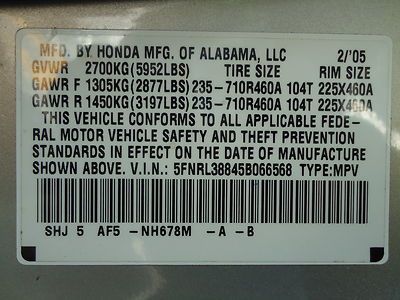 MFD. BY HONDA MFG. OF ALABAMA, LLC 2/'05
GVWR 2700KG(5952LBS) TIRE SIZE RIM SIZE
GAWR F 1305KG(2877LBS) 235-710R460A 104T 225X460A
GAWR R 1450KG(3197LBS) 235-710R460A 104T 225X460A
THIS VEHICLE CONFORMS TO ALL APPLICABLE FEDE-
RAL MOTOR VEHICLE SAFETY AND THEFT PREVENTION
STANDARDS IN EFFECT ON THE DATE OF MANUFACTURE
SHOWN ABOVE. V.I.N.: 5FNRL38845B066568 TYPE:MPV
SHJ 5 AF5 -NH678M -A -B